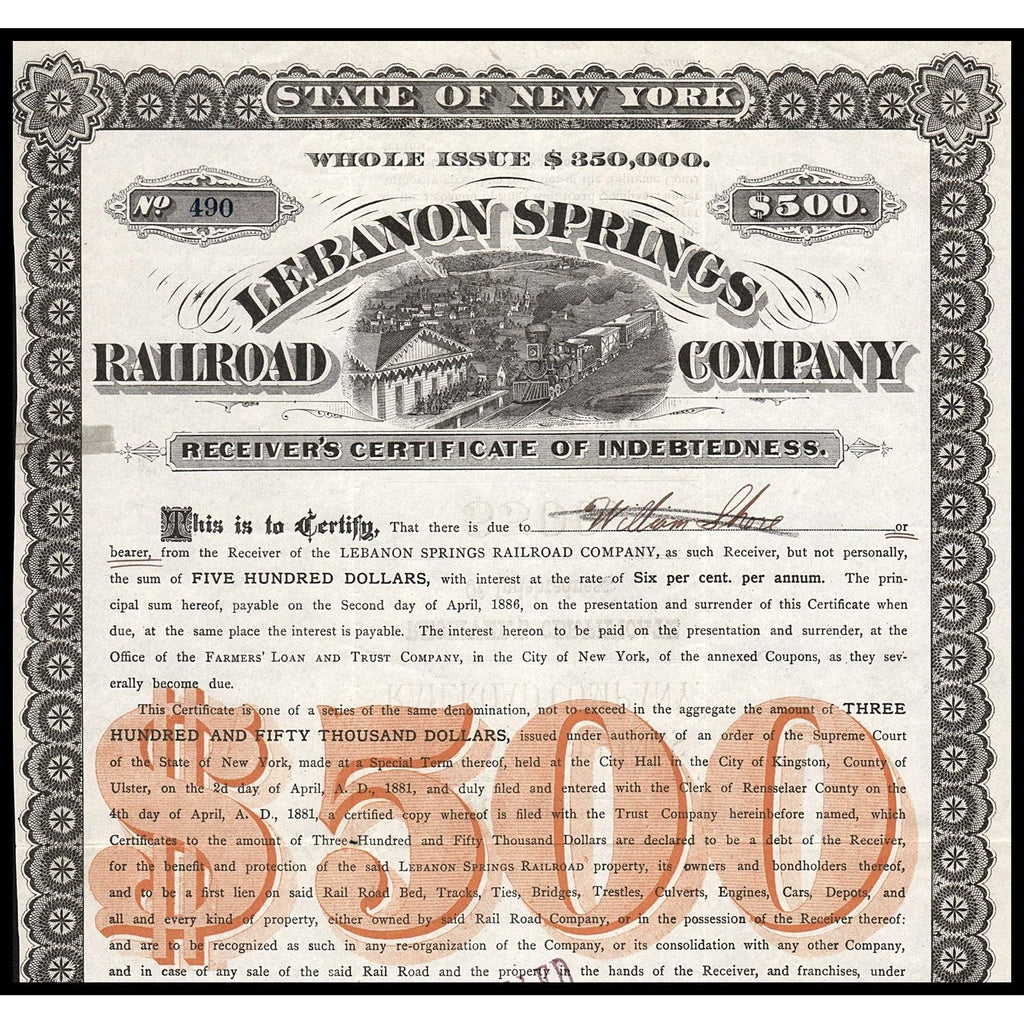 STATE OF NEW YORK.
WHOLE ISSUE $350,000.
No 490
$500.
LEBANON SPRINGS
RAILROAD COMPANY
RECEIVER'S CERTIFICATE OF INDEBTEDNESS.
This is to Certify, That there is due to William Shore or
bearer, from the Receiver of the LEBANON SPRINGS RAILROAD COMPANY, as such Receiver, but not personally,
the sum of FIVE HUNDRED DOLLARS, with interest at the rate of Six per cent. per annum. The prin-
cipal sum hereof, payable on the Second day of April, 1886, on the presentation and surrender of this Certificate when
due, at the same place the interest is payable. The interest hereon to be paid on the presentation and surrender, at the
Office of the FARMERS' LOAN AND TRUST COMPANY, in the City of New York, of the annexed Coupons, as they sev-
erally become due.
This Certificate is one of a series of the same denomination, not to exceed in the aggregate the amount of THREE
HUNDRED AND FIFTY THOUSAND DOLLARS, issued under authority of an order of the Supreme Court
of the State of New York, made at a Special Term thereof, held at the City Hall in the City of Kingston, County of
Ulster, on the 2d day of April, A. D., 1881, and duly filed and entered with the Clerk of Rensselaer County on the
4th day of April, A. D., 1881, a certified copy whereof is filed with the Trust Company hereinbefore named, which
Certificates to the amount of Three Hundred and Fifty Thousand Dollars are declared to be a debt of the Receiver,
for the benefit and protection of the said LEBANON SPRINGS RAILROAD property, its owners and bondholders thereof,
and to be a first lien on said Rail Road Bed, Tracks, Ties, Bridges, Trestles, Culverts, Engines, Cars, Depots, and
all and every kind of property, either owned by said Rail Road Company, or in the possession of the Receiver thereof:
and are to be recognized as such in any re-organization of the Company, or its consolidation with any other Company,
and in case of any sale of the said Rail Road and the property in the hands of the Receiver, and franchises, under
$500